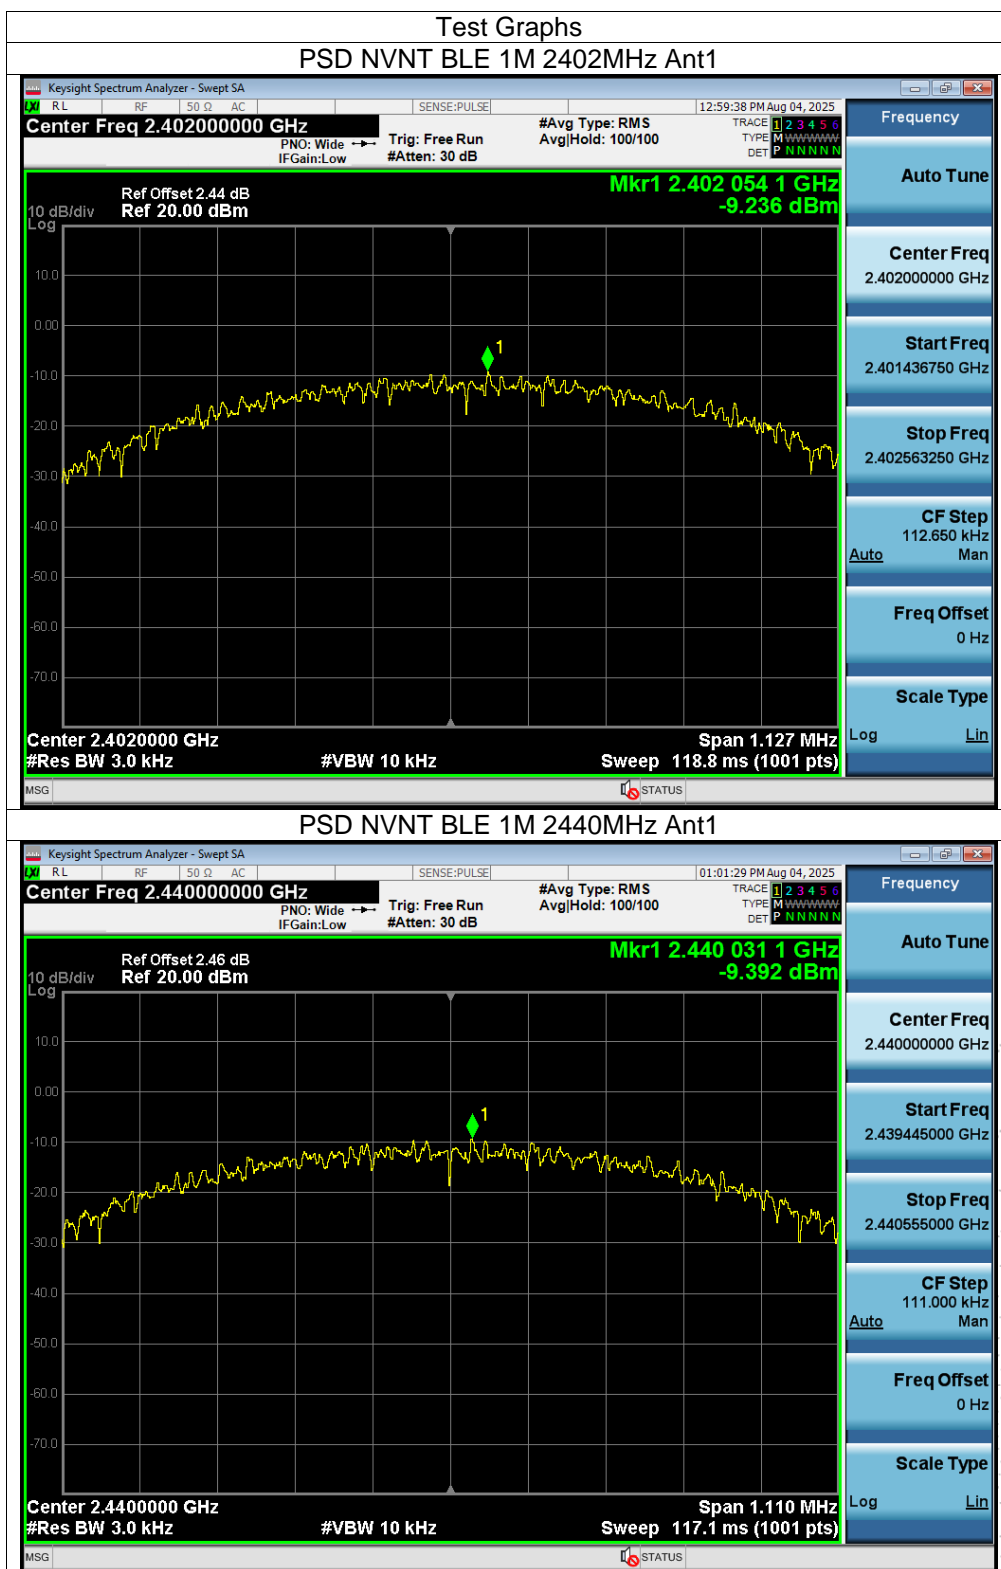 Test Graphs
PSD NVNT BLE 1M 2402MHz Ant1
Keysight Spectrum Analyzer - Swept SA
LXI RL RF 50 Ω AC SENSE:PULSE 12:59:38 PM Aug 04, 2025
Center Freq 2.402000000 GHz
PNO: Wide
IFGain:Low
Trig: Free Run
#Atten: 30 dB
#Avg Type: RMS
Avg|Hold: 100/100
TRACE 1 2 3 4 5 6
TYPE M WWWWW
DET P N N N N N
Frequency
Auto Tune
Mkr1 2.402 054 1 GHz
-9.236 dBm
Ref Offset 2.44 dB
10 dB/div Ref 20.00 dBm
Log
10.0
0.00
-10.0
-20.0
-30.0
-40.0
-50.0
-60.0
-70.0
1
Center Freq
2.402000000 GHz
Start Freq
2.401436750 GHz
Stop Freq
2.402563250 GHz
CF Step
112.650 kHz
Auto Man
Freq Offset
0 Hz
Scale Type
Log Lin
Center 2.4020000 GHz Span 1.127 MHz
#Res BW 3.0 kHz #VBW 10 kHz Sweep 118.8 ms (1001 pts)
MSG STATUS
PSD NVNT BLE 1M 2440MHz Ant1
Keysight Spectrum Analyzer - Swept SA
LXI RL RF 50 Ω AC SENSE:PULSE 01:01:29 PM Aug 04, 2025
Center Freq 2.440000000 GHz
PNO: Wide
IFGain:Low
Trig: Free Run
#Atten: 30 dB
#Avg Type: RMS
Avg|Hold: 100/100
TRACE 1 2 3 4 5 6
TYPE M WWWWW
DET P N N N N N
Frequency
Auto Tune
Mkr1 2.440 031 1 GHz
-9.392 dBm
Ref Offset 2.46 dB
10 dB/div Ref 20.00 dBm
Log
10.0
0.00
-10.0
-20.0
-30.0
-40.0
-50.0
-60.0
-70.0
1
Center Freq
2.440000000 GHz
Start Freq
2.439445000 GHz
Stop Freq
2.440555000 GHz
CF Step
111.000 kHz
Auto Man
Freq Offset
0 Hz
Scale Type
Log Lin
Center 2.4400000 GHz Span 1.110 MHz
#Res BW 3.0 kHz #VBW 10 kHz Sweep 117.1 ms (1001 pts)
MSG STATUS